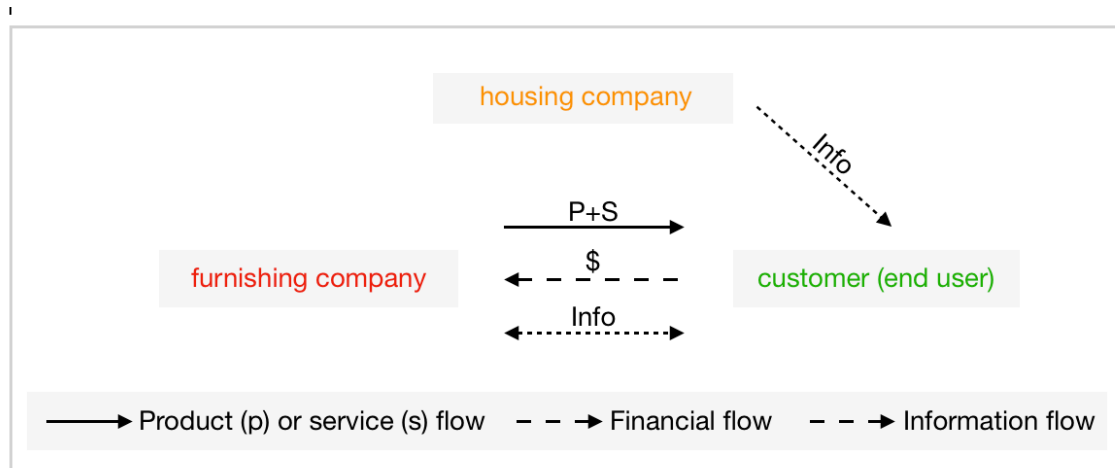 housing company
Info
P+S
$
furnishing company
customer (end user)
Info
Product (p) or service (s) flow
Financial flow
Information flow